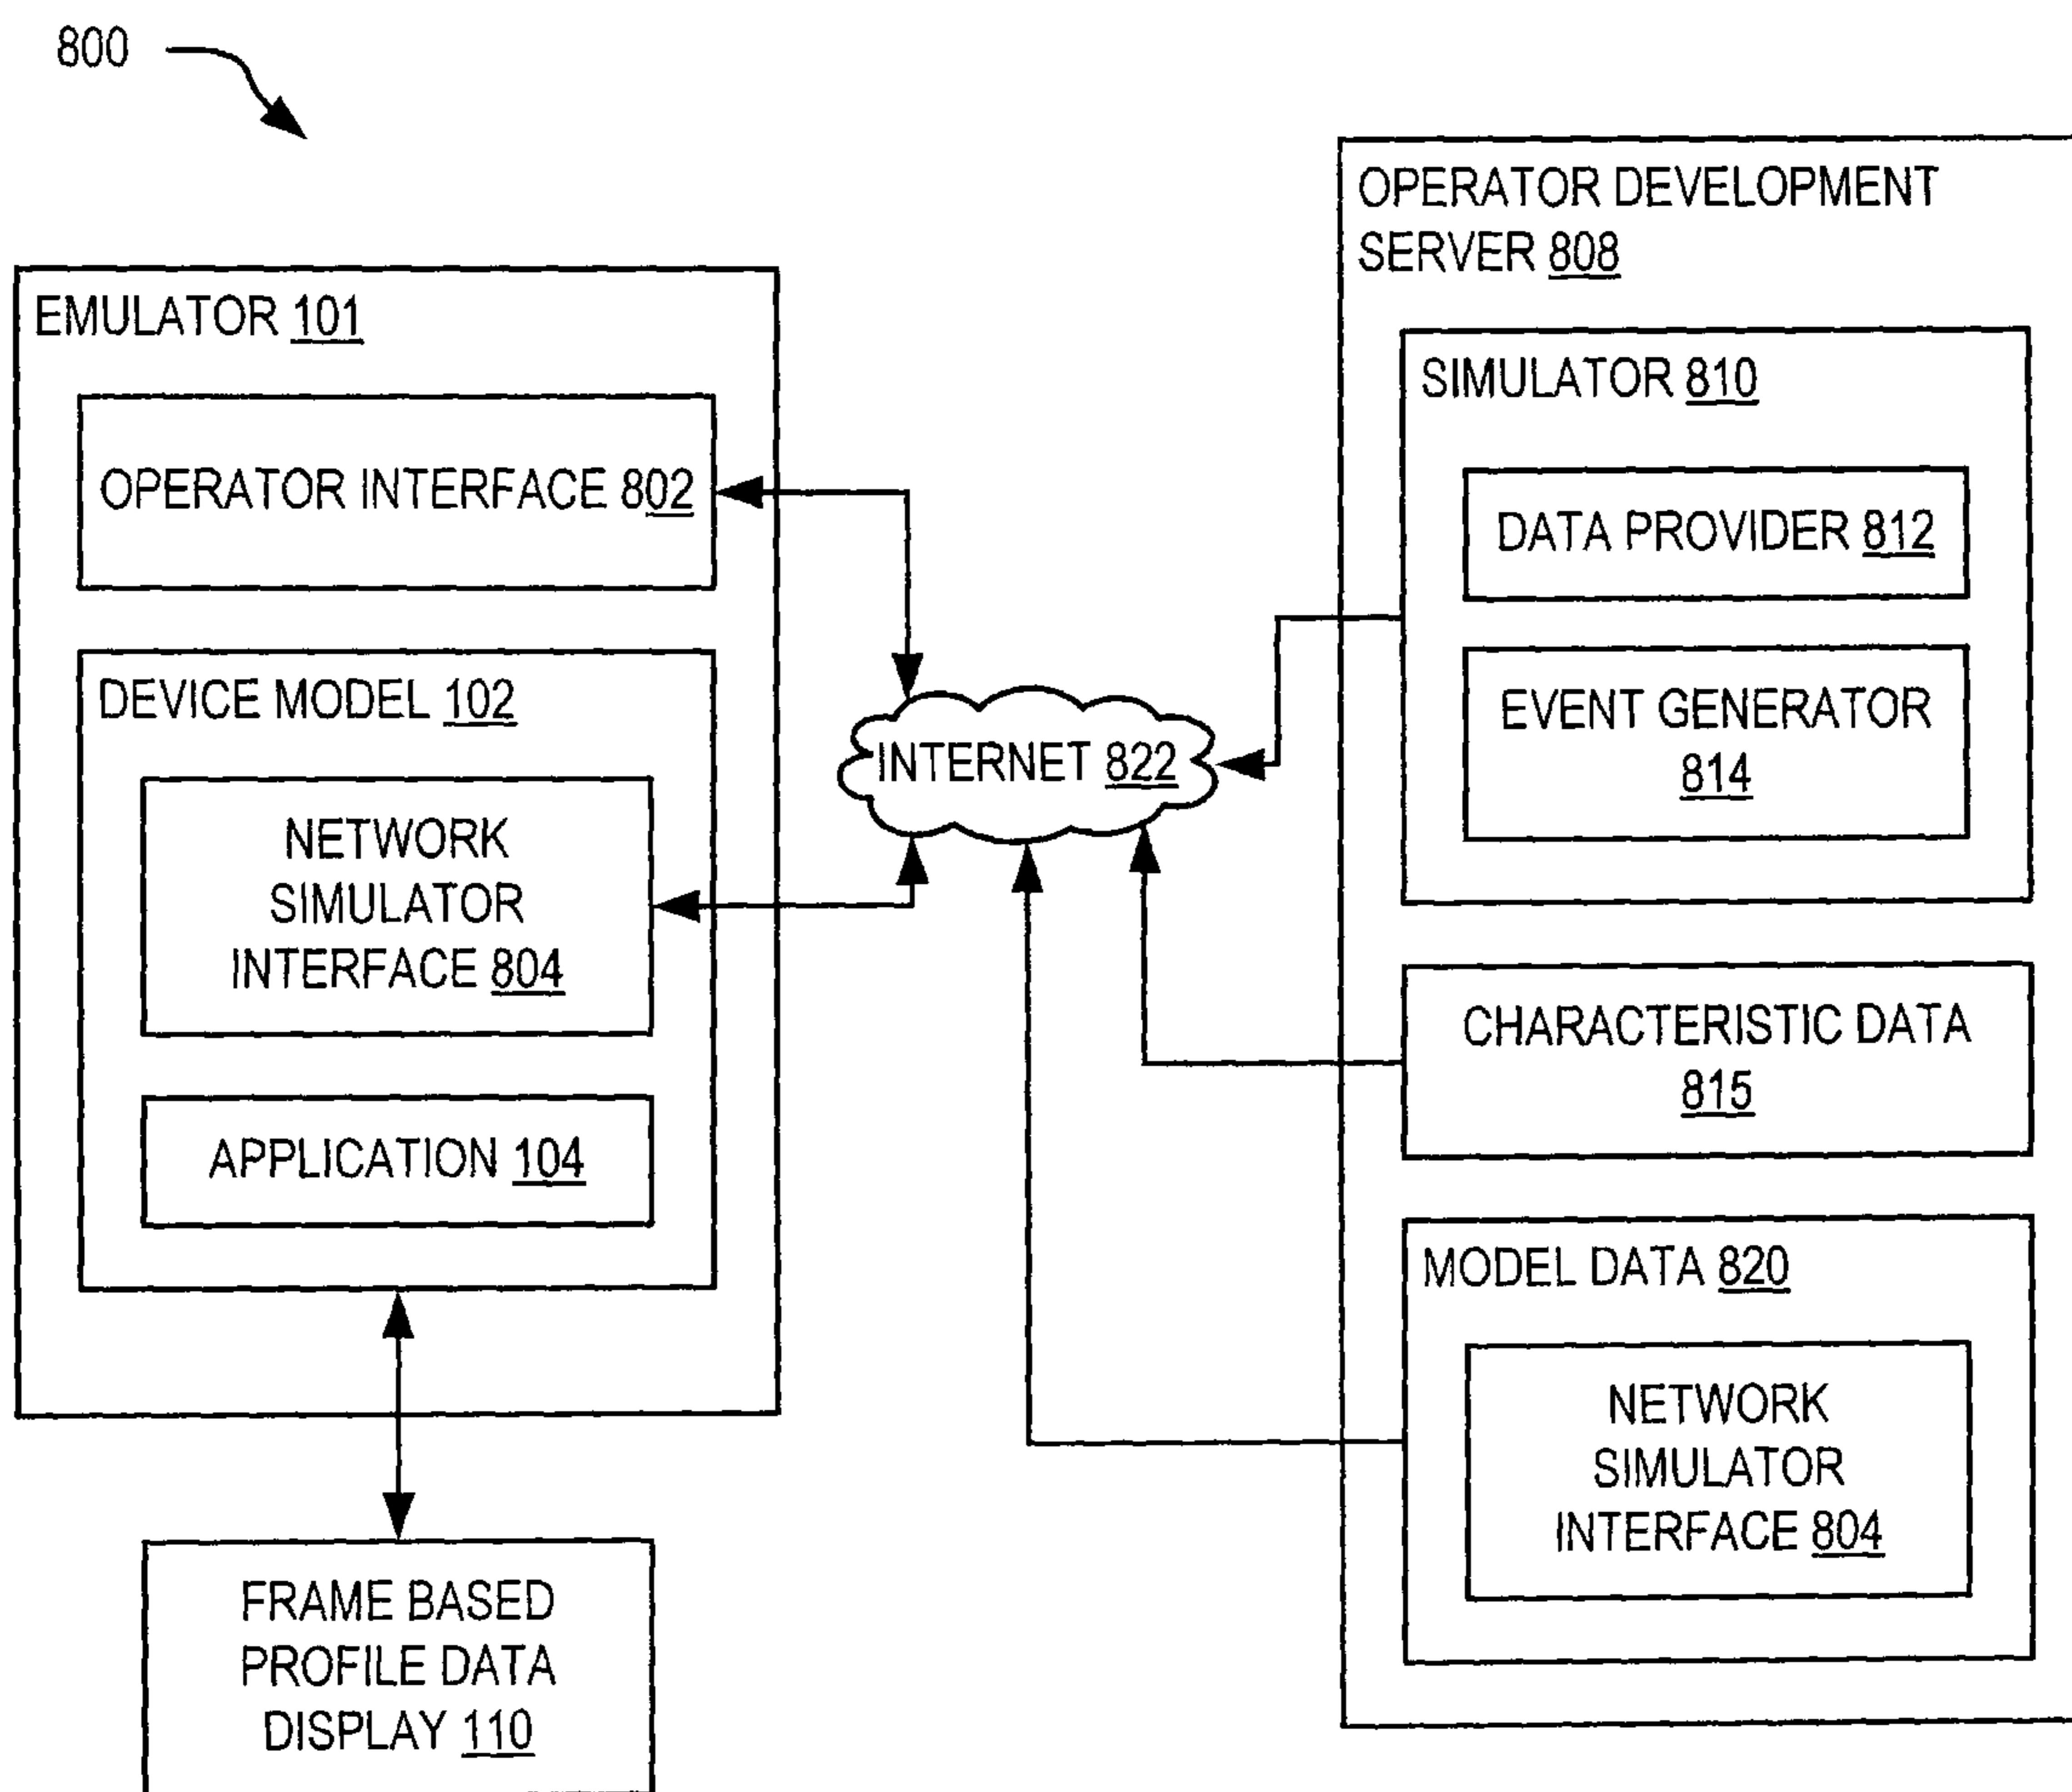 800
EMULATOR 101
OPERATOR INTERFACE 802
DEVICE MODEL 102
NETWORK
SIMULATOR
INTERFACE 804
APPLICATION 104
FRAME BASED
PROFILE DATA
DISPLAY 110
INTERNET 822
OPERATOR DEVELOPMENT
SERVER 808
SIMULATOR 810
DATA PROVIDER 812
EVENT GENERATOR
814
CHARACTERISTIC DATA
815
MODEL DATA 820
NETWORK
SIMULATOR
INTERFACE 804